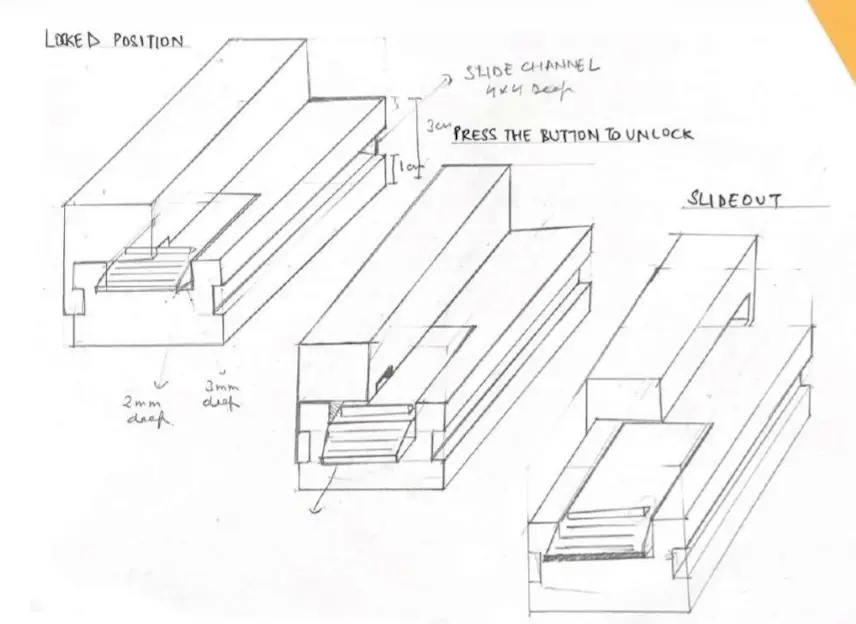 LOCKED POSITION
SLIDE CHANNEL
4x4 Deep
3cm
PRESS THE BUTTON TO UNLOCK
1cm
SLIDEOUT
2mm
deep
3mm
deep